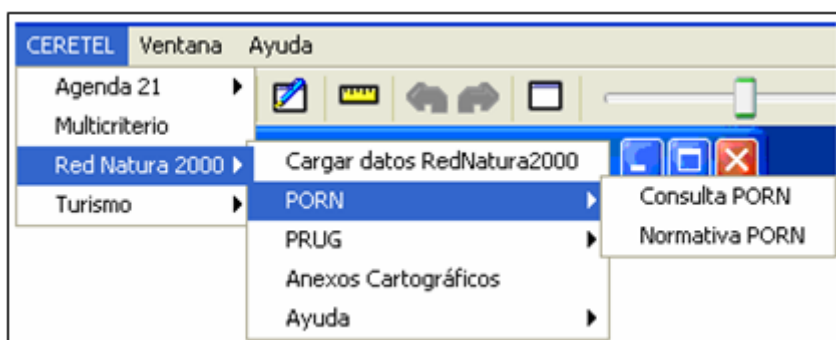 CERETEL Ventana Ayuda
Agenda 21
Multicriterio
Red Natura 2000
Turismo
Cargar datos RedNatura2000
PORN
PRUG
Anexos Cartográficos
Ayuda
Consulta PORN
Normativa PORN